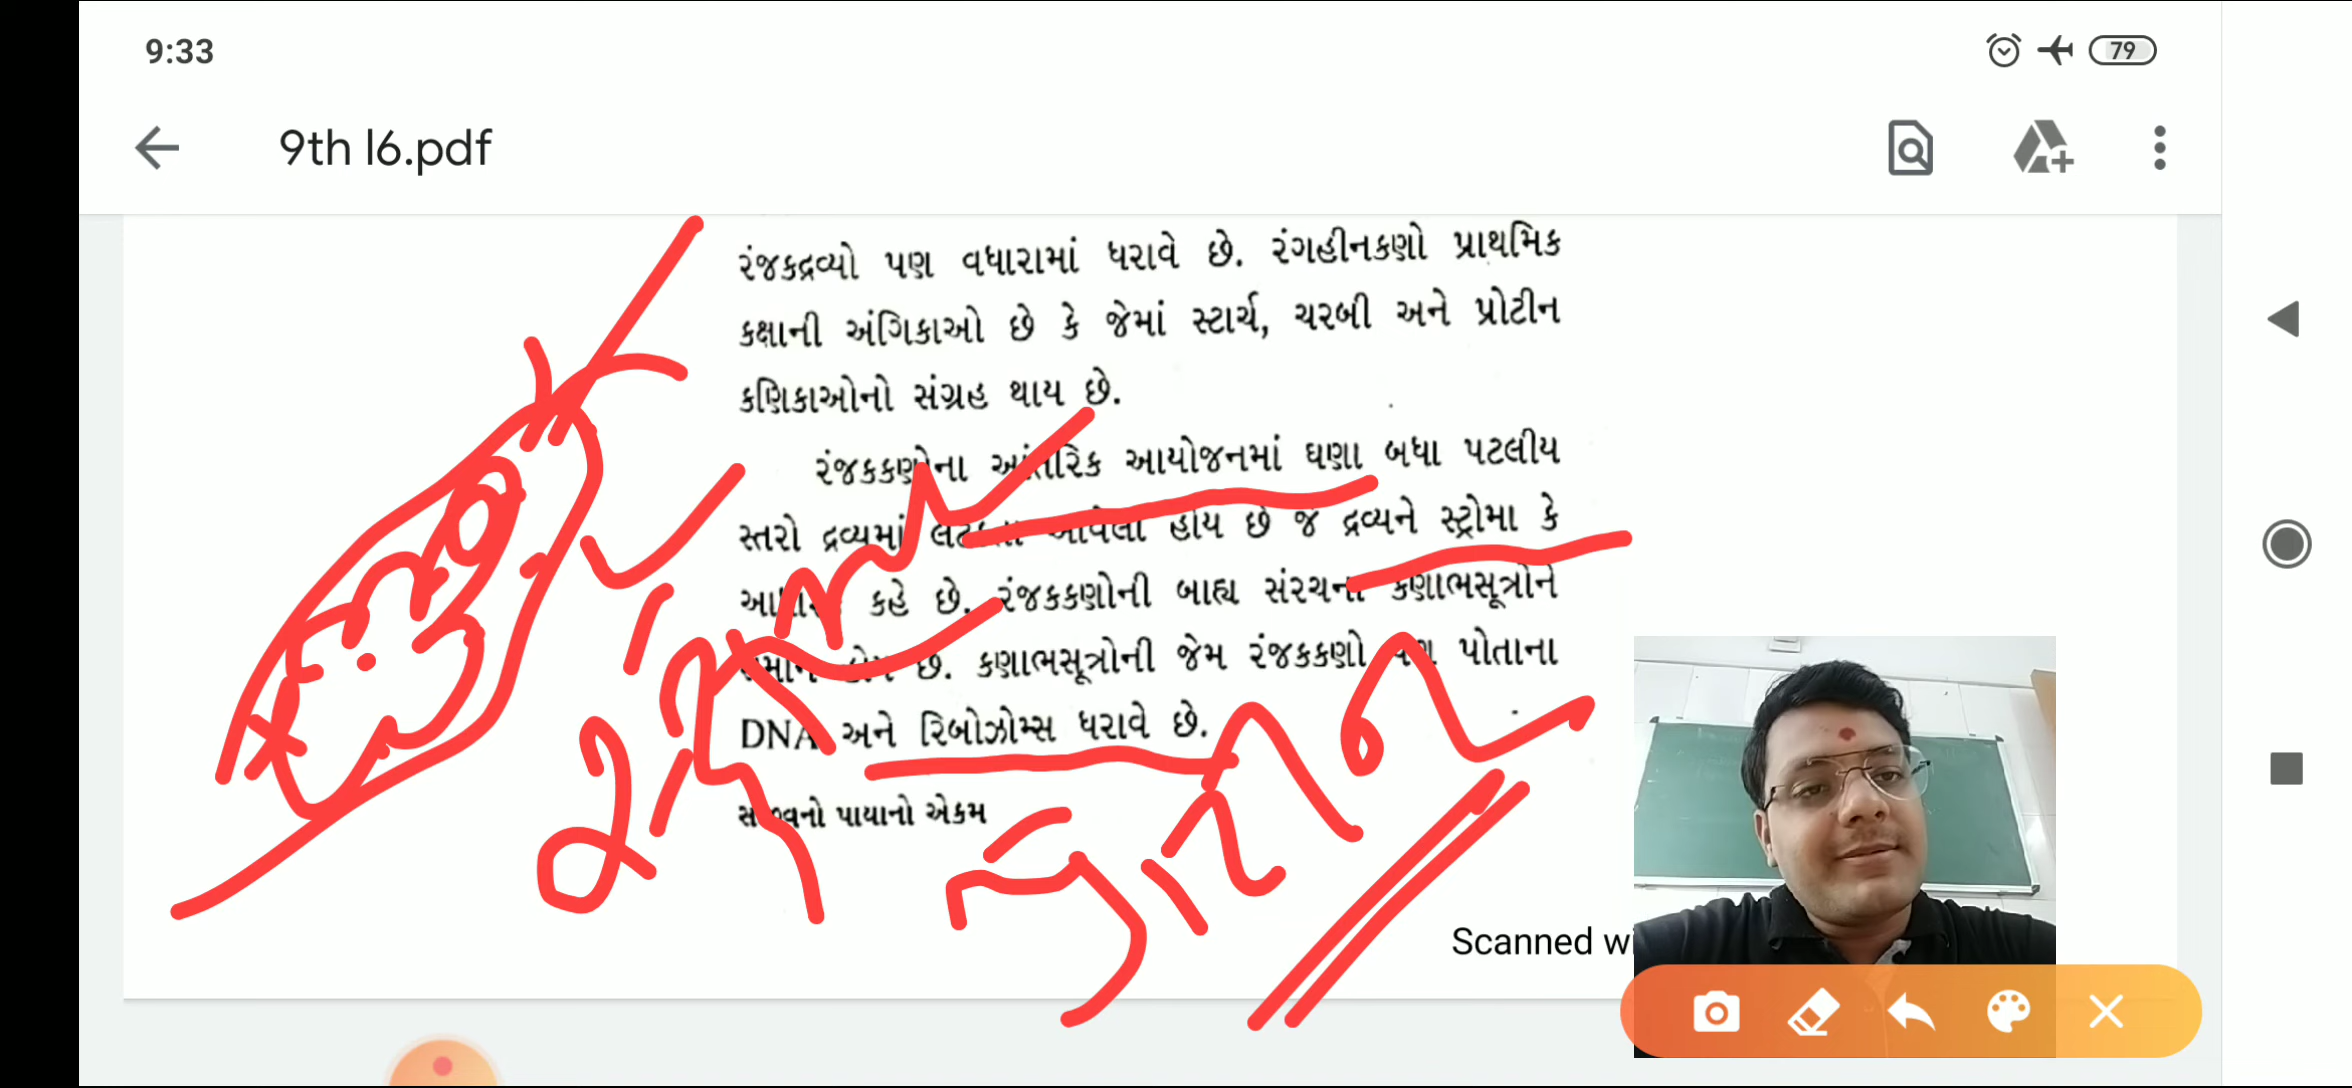 9:33
79
9th l6.pdf
રંજકદ્રવ્યો પણ વધારામાં ધરાવે છે. રંગહીનકણો પ્રાથમિક
કક્ષાની અંગિકાઓ છે કે જેમાં સ્ટાર્ચ, ચરબી અને પ્રોટીન
કણિકાઓનો સંગ્રહ થાય છે.
રંજકકણોના આંતરિક આયોજનમાં ઘણા બધા પટલીય
સ્તરો દ્રવ્યમાં હોય છે જ દ્રવ્યને સ્ટ્રોમા કે
કહે છે. રંજકકણોની બાહ્ય સંરચના કણાભસૂત્રોને
છે. કણાભસૂત્રોની જેમ રંજકકણો પણ પોતાના
DNA અને રિબોઝોમ્સ ધરાવે છે.
પાયાનો એકમ
Scanned